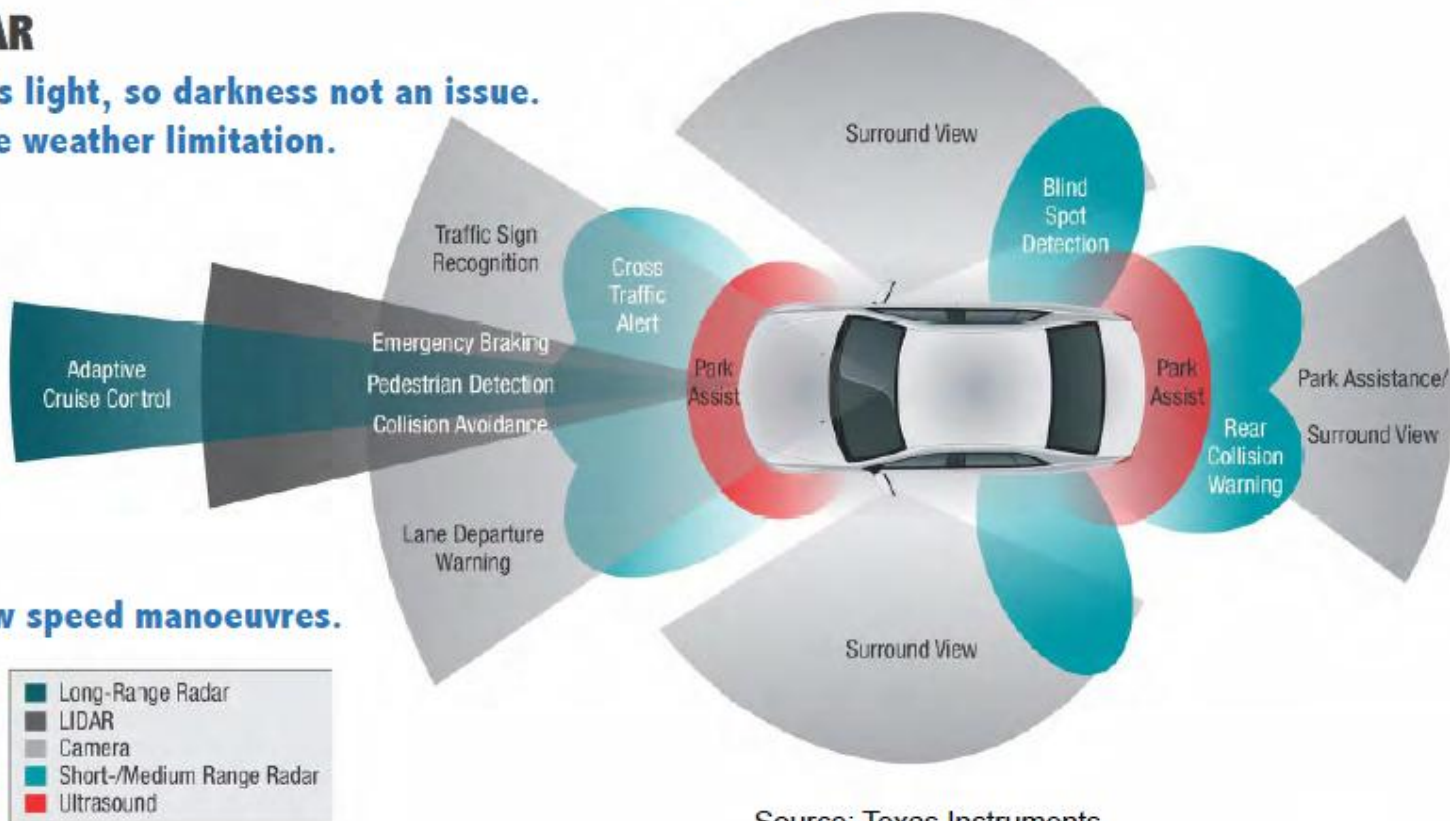 AR
s light, so darkness not an issue.
e weather limitation.
Surround View
Blind
Spot
Detection
Traffic Sign
Recognition
Cross
Traffic
Alert
Emergency Braking
Pedestrian Detection
Collision Avoidance
Adaptive
Cruise Control
Park
Assist
Park
Assist
Park Assistance/
Surround View
Rear
Collision
Warning
Lane Departure
Warning
Surround View
w speed manoeuvres.
Long-Range Radar
LIDAR
Camera
Short-/Medium Range Radar
Ultrasound
Source: Texas Instruments